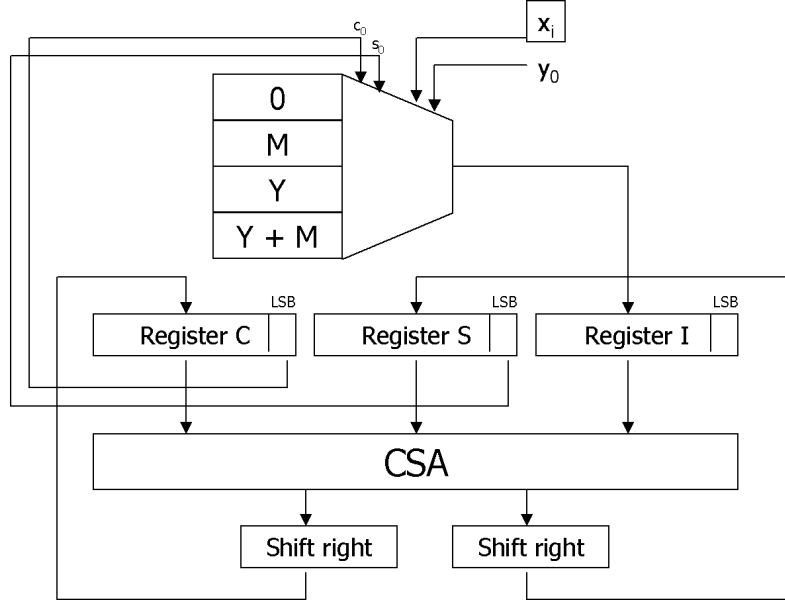 c0
s0
xi
y0
0
M
Y
Y + M
LSB
LSB
LSB
Register C
Register S
Register I
CSA
Shift right
Shift right